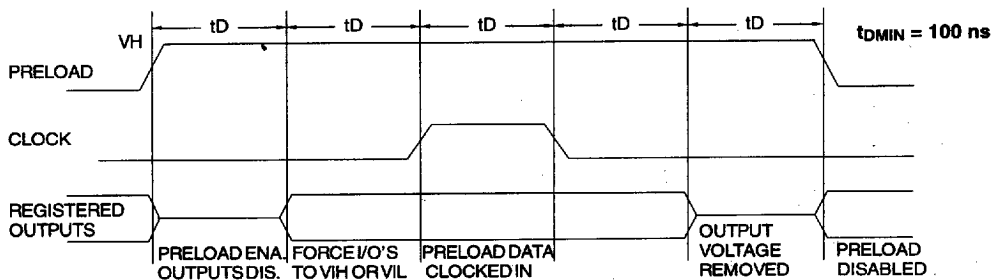 tD tD tD tD tD
VH
tDMIN = 100 ns
PRELOAD
CLOCK
REGISTERED
OUTPUTS
PRELOAD ENA.
OUTPUTS DIS.
FORCE I/O'S
TO VIH OR VIL
PRELOAD DATA
CLOCKED IN
OUTPUT
VOLTAGE
REMOVED
PRELOAD
DISABLED